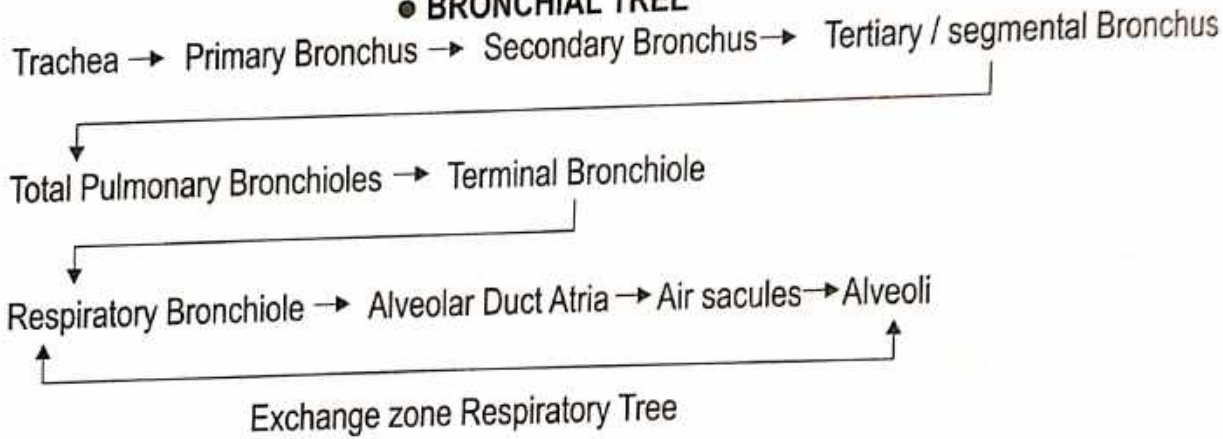 ● BRONCHIAL TREE
Trachea → Primary Bronchus → Secondary Bronchus → Tertiary / segmental Bronchus
Total Pulmonary Bronchioles → Terminal Bronchiole
Respiratory Bronchiole → Alveolar Duct Atria → Air sacules → Alveoli
Exchange zone Respiratory Tree